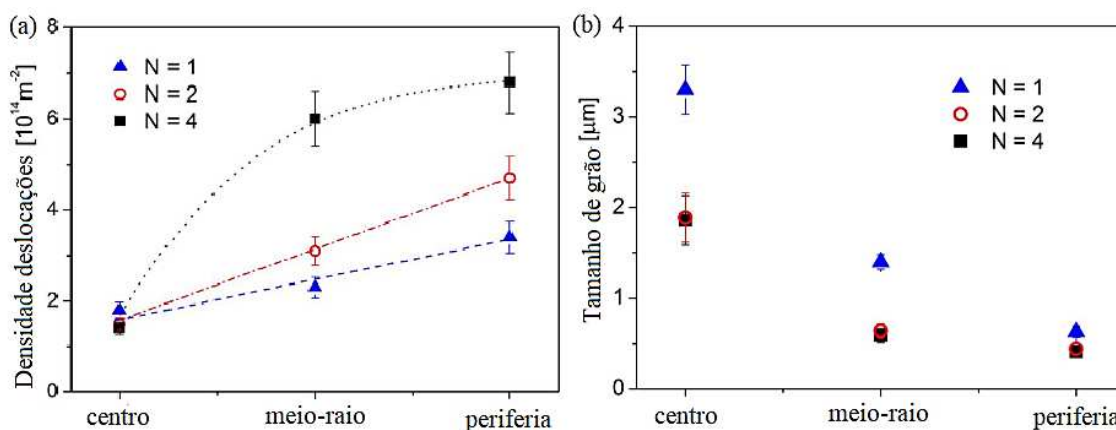 (a)
Densidade deslocações [10¹⁴m⁻²]
8
6
4
2
0
N = 1
N = 2
N = 4
centro
meio-raio
periferia
(b)
Tamanho de grão [μm]
4
3
2
1
0
N = 1
N = 2
N = 4
centro
meio-raio
periferia